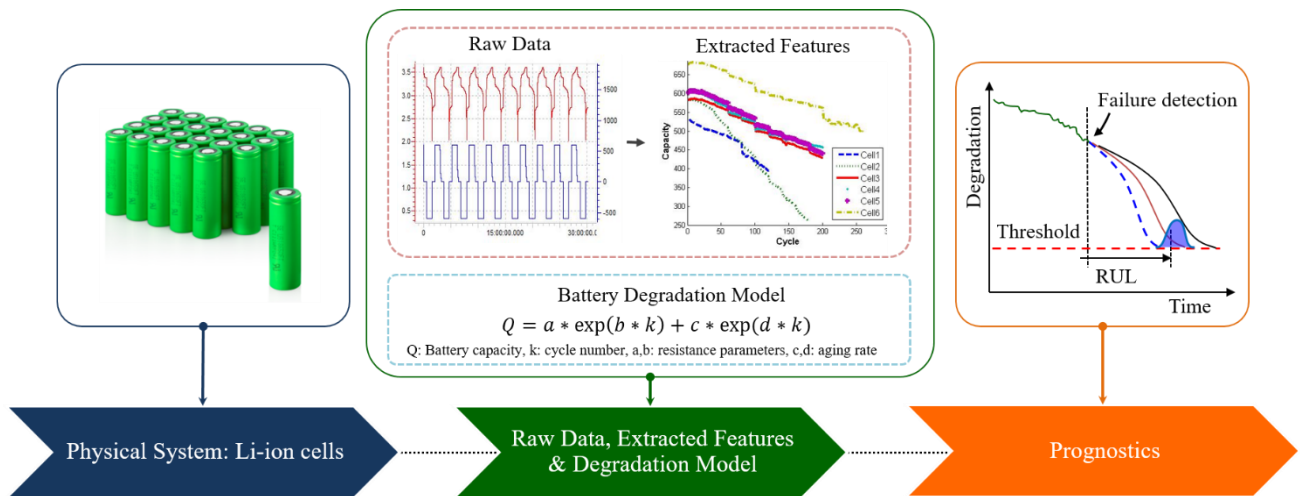 Raw Data
3.5
3.0
2.5
2.0
1.5
1.0
0.5
1500
1000
500
0
-500
0
15:00:00.000
30:00:00.0
Extracted Features
Capacity
650
600
550
500
450
400
350
300
250
0
50
100
150
200
250
3
Cycle
Cell1
Cell2
Cell3
Cell4
Cell5
Cell6
Battery Degradation Model
Q = a * exp(b * k) + c * exp(d * k)
Q: Battery capacity, k: cycle number, a,b: resistance parameters, c,d: aging rate
Degradation
Failure detection
Threshold
RUL
Time
Physical System: Li-ion cells
Raw Data, Extracted Features
& Degradation Model
Prognostics